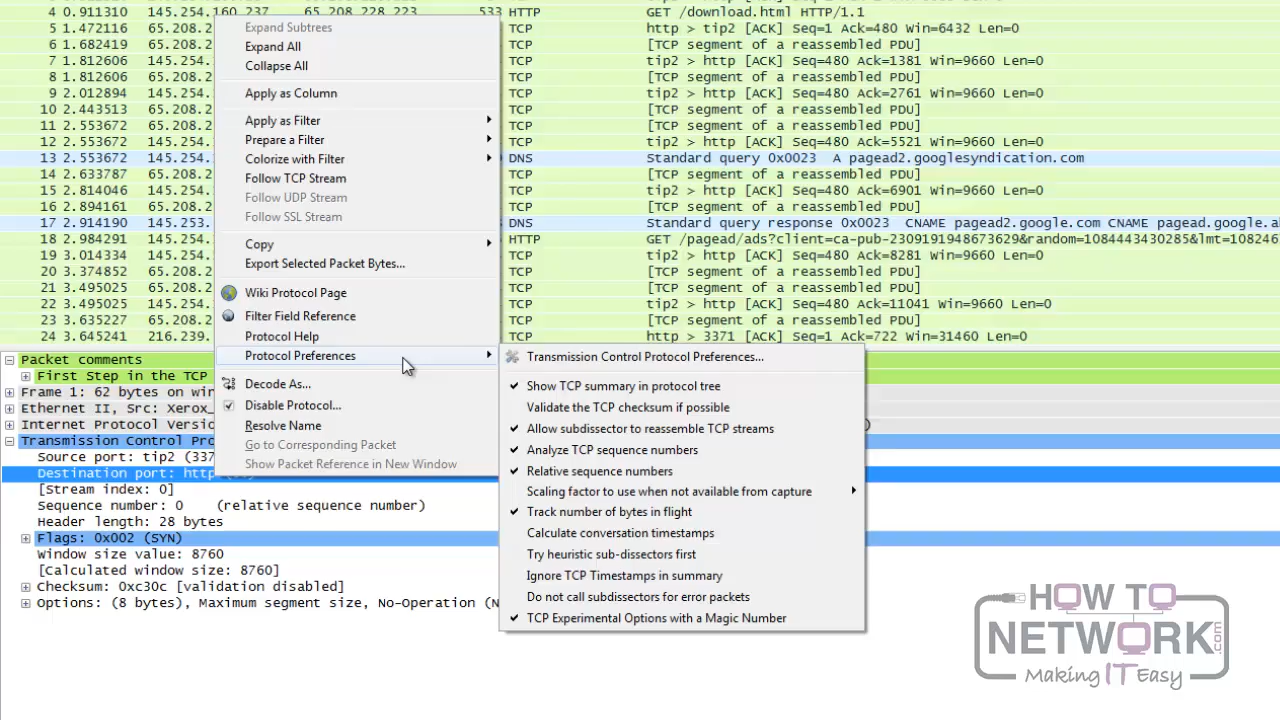 4 0.911310 145.254.160.237 65.208.228.223 533 HTTP GET /download.html HTTP/1.1
5 1.472116 65.208.2 TCP http > tip2 [ACK] Seq=1 Ack=480 Win=6432 Len=0
6 1.682419 65.208.2 TCP [TCP segment of a reassembled PDU]
7 1.812606 145.254. TCP tip2 > http [ACK] Seq=480 Ack=1381 Win=9660 Len=0
8 1.812606 65.208.2 TCP [TCP segment of a reassembled PDU]
9 2.012894 145.254. TCP tip2 > http [ACK] Seq=480 Ack=2761 Win=9660 Len=0
10 2.443513 65.208.2 TCP [TCP segment of a reassembled PDU]
11 2.553672 65.208.2 TCP [TCP segment of a reassembled PDU]
12 2.553672 145.254. TCP tip2 > http [ACK] Seq=480 Ack=5521 Win=9660 Len=0
13 2.553672 145.254. DNS Standard query 0x0023 A pagead2.googlesyndication.com
14 2.633787 65.208.2 TCP [TCP segment of a reassembled PDU]
15 2.814046 145.254. TCP tip2 > http [ACK] Seq=480 Ack=6901 Win=9660 Len=0
16 2.894161 65.208.2 TCP [TCP segment of a reassembled PDU]
17 2.914190 145.253. DNS Standard query response 0x0023 CNAME pagead2.google.com CNAME pagead.google.a
18 2.984291 145.254. HTTP GET /pagead/ads?client=ca-pub-2309191948673629&random=1084443430285&lmt=108246
19 3.014334 145.254. TCP tip2 > http [ACK] Seq=480 Ack=8281 Win=9660 Len=0
20 3.374852 65.208.2 TCP [TCP segment of a reassembled PDU]
21 3.495025 65.208.2 TCP [TCP segment of a reassembled PDU]
22 3.495025 145.254. TCP tip2 > http [ACK] Seq=480 Ack=11041 Win=9660 Len=0
23 3.635227 65.208.2 TCP [TCP segment of a reassembled PDU]
24 3.645241 216.239. TCP http > 3371 [ACK] Seq=1 Ack=722 Win=31460 Len=0
Expand Subtrees
Expand All
Collapse All
Apply as Column
Apply as Filter
Prepare a Filter
Colorize with Filter
Follow TCP Stream
Follow UDP Stream
Follow SSL Stream
Copy
Export Selected Packet Bytes...
Wiki Protocol Page
Filter Field Reference
Protocol Help
Protocol Preferences
Decode As...
Disable Protocol...
Resolve Name
Go to Corresponding Packet
Show Packet Reference in New Window
Transmission Control Protocol Preferences...
Show TCP summary in protocol tree
Validate the TCP checksum if possible
Allow subdissector to reassemble TCP streams
Analyze TCP sequence numbers
Relative sequence numbers
Scaling factor to use when not available from capture
Track number of bytes in flight
Calculate conversation timestamps
Try heuristic sub-dissectors first
Ignore TCP Timestamps in summary
Do not call subdissectors for error packets
TCP Experimental Options with a Magic Number
Packet comments
First Step in the TCP
Frame 1: 62 bytes on wi
Ethernet II, Src: Xerox_
Internet Protocol Versio
Transmission Control Pro
Source port: tip2 (337
Destination port: http
[Stream index: 0]
Sequence number: 0 (relative sequence number)
Header length: 28 bytes
Flags: 0x002 (SYN)
Window size value: 8760
[Calculated window size: 8760]
Checksum: 0xc30c [validation disabled]
Options: (8 bytes), Maximum segment size, No-Operation (N
HOW TO
NETWORK.com
Making IT Easy